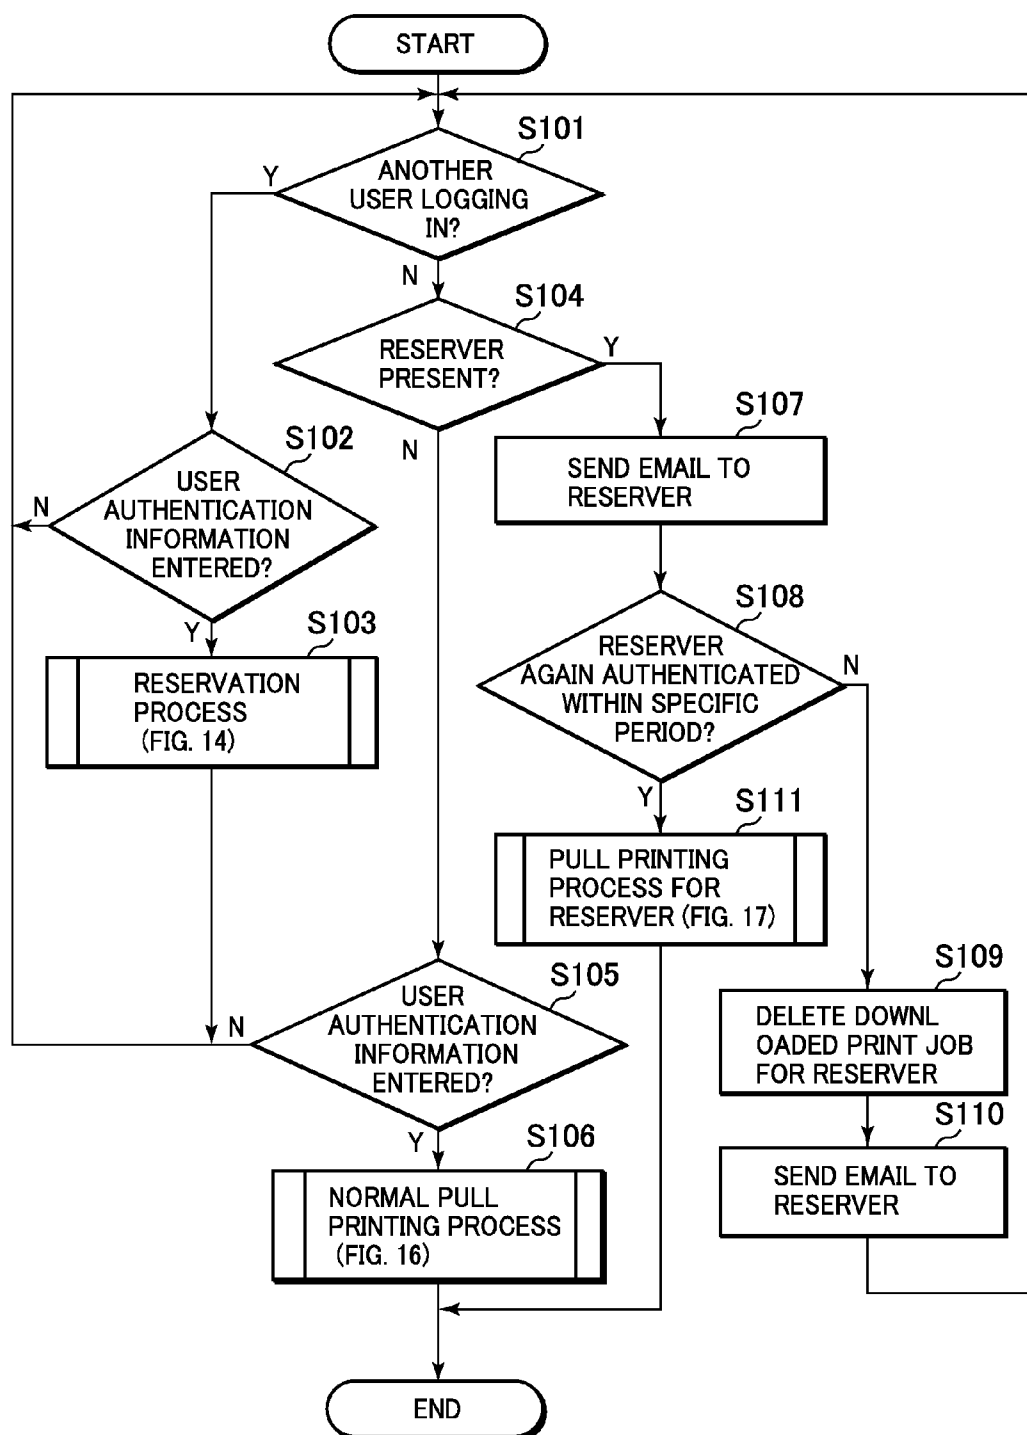 START
S101
Y
ANOTHER
USER LOGGING
IN?
N
S104
RESERVER
PRESENT?
Y
N
S102
USER
AUTHENTICATION
INFORMATION
ENTERED?
N
Y
S103
RESERVATION
PROCESS
(FIG. 14)
S107
SEND EMAIL TO
RESERVER
S108
RESERVER
AGAIN AUTHENTICATED
WITHIN SPECIFIC
PERIOD?
N
Y
S111
PULL PRINTING
PROCESS FOR
RESERVER (FIG. 17)
S105
USER
AUTHENTICATION
INFORMATION
ENTERED?
N
Y
S109
DELETE DOWNL
OADED PRINT JOB
FOR RESERVER
S110
SEND EMAIL TO
RESERVER
S106
NORMAL PULL
PRINTING PROCESS
(FIG. 16)
END